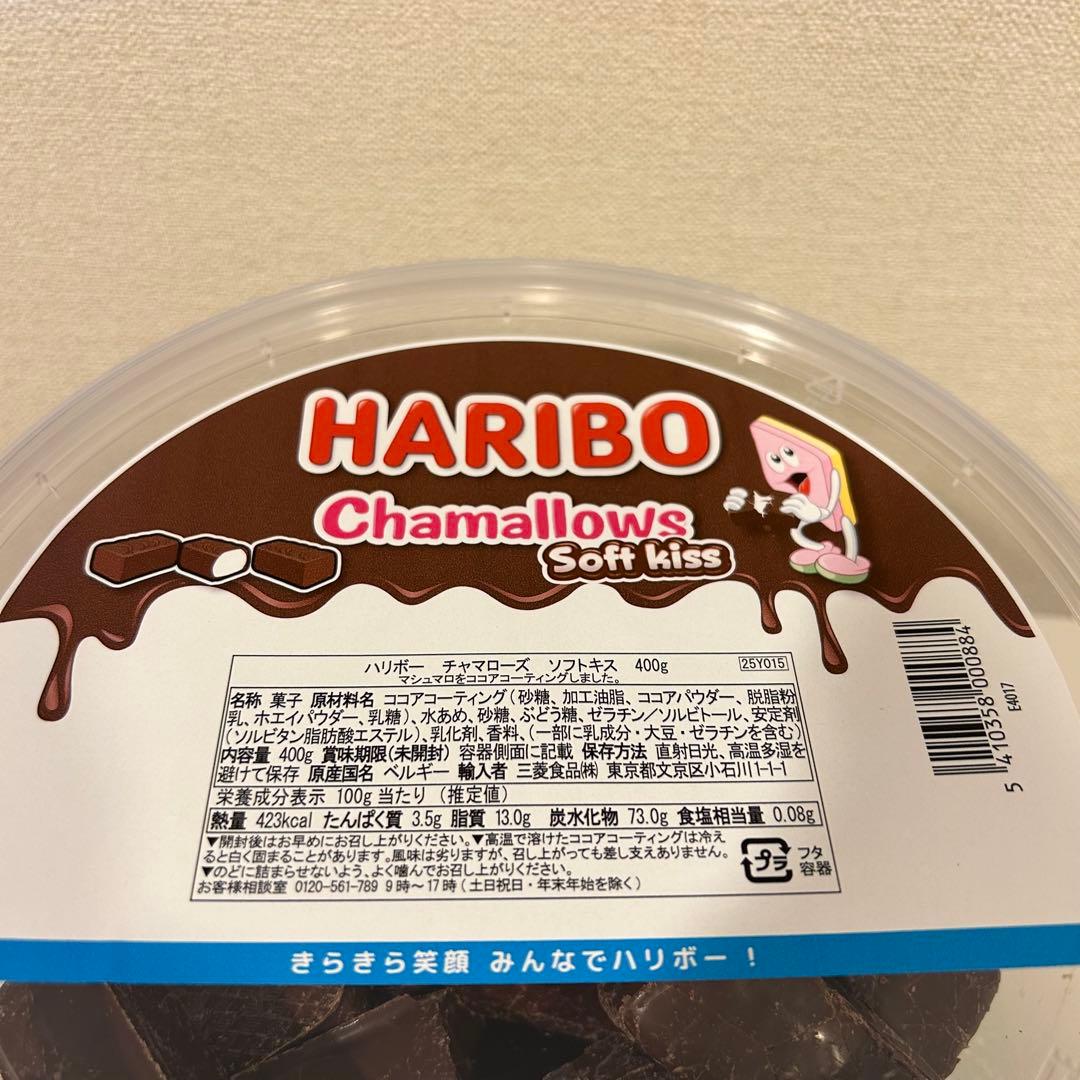 HARIBO
Chamallows
Soft kiss
ハリボー チャマローズ ソフトキス 400g 25Y015
マシュマロをココアコーティングしました。
名称 菓子 原材料名 ココアコーティング(砂糖、加工油脂、ココアパウダー、脱脂粉
乳、ホエイパウダー、乳糖)、水あめ、砂糖、ぶどう糖、ゼラチン/ソルビトール、安定剤
(ソルビタン脂肪酸エステル)、乳化剤、香料、(一部に乳成分・大豆・ゼラチンを含む)
内容量 400g 賞味期限(未開封) 容器側面に記載 保存方法 直射日光、高温多湿を
避けて保存 原産国名 ベルギー 輸入者 三菱食品㈱ 東京都文京区小石川1-1-1
栄養成分表示 100g当たり (推定値)
熱量 423kcal たんぱく質 3.5g 脂質 13.0g 炭水化物 73.0g 食塩相当量 0.08g
▼開封後はお早めにお召し上がりください。▼高温で溶けたココアコーティングは冷え
ると白く固まることがあります。風味は劣りますが、召し上がっても差し支えありません。
▼のどに詰まらせないよう、よく噛んでお召し上がりください。
お客様相談室 0120-561-789 9時~17時(土日祝日・年末年始を除く)
プラ
フタ
容器
5 410358 000884
E4017
きらきら笑顔 みんなでハリボー!